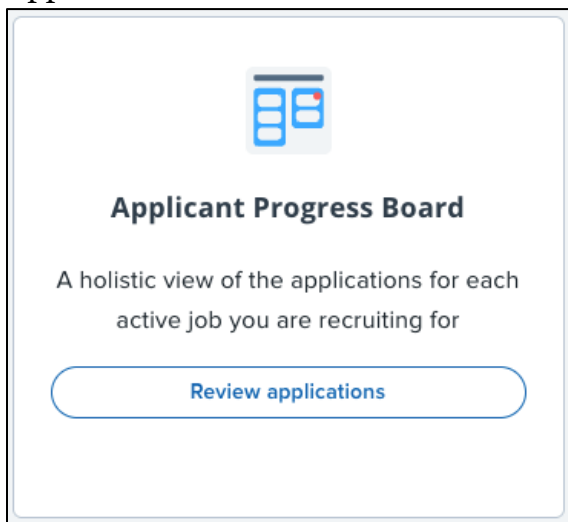 Applicant Progress Board
A holistic view of the applications for each
active job you are recruiting for
Review applications